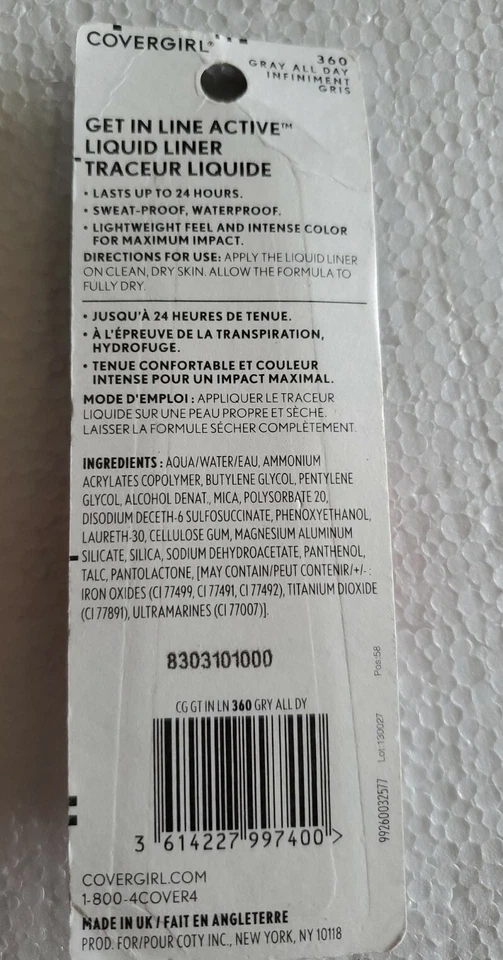 COVERGIRL
360
GRAY ALL DAY
INFINIMENT
GRIS
GET IN LINE ACTIVE™
LIQUID LINER
TRACEUR LIQUIDE
• LASTS UP TO 24 HOURS.
• SWEAT-PROOF, WATERPROOF.
• LIGHTWEIGHT FEEL AND INTENSE COLOR
FOR MAXIMUM IMPACT.
DIRECTIONS FOR USE: APPLY THE LIQUID LINER
ON CLEAN, DRY SKIN. ALLOW THE FORMULA TO
FULLY DRY.
• JUSQU'À 24 HEURES DE TENUE.
• À L'ÉPREUVE DE LA TRANSPIRATION,
HYDROFUGE.
• TENUE CONFORTABLE ET COULEUR
INTENSE POUR UN IMPACT MAXIMAL.
MODE D'EMPLOI : APPLIQUER LE TRACEUR
LIQUIDE SUR UNE PEAU PROPRE ET SÈCHE.
LAISSER LA FORMULE SÉCHER COMPLÈTEMENT.
INGREDIENTS : AQUA/WATER/EAU, AMMONIUM
ACRYLATES COPOLYMER, BUTYLENE GLYCOL, PENTYLENE
GLYCOL, ALCOHOL DENAT., MICA, POLYSORBATE 20,
DISODIUM DECETH-6 SULFOSUCCINATE, PHENOXYETHANOL,
LAURETH-30, CELLULOSE GUM, MAGNESIUM ALUMINUM
SILICATE, SILICA, SODIUM DEHYDROACETATE, PANTHENOL,
TALC, PANTOLACTONE, [MAY CONTAIN/PEUT CONTENIR/+/- :
IRON OXIDES (CI 77499, CI 77491, CI 77492), TITANIUM DIOXIDE
(CI 77891), ULTRAMARINES (CI 77007)].
8303101000
CG GT IN LN 360 GRY ALL DY
3 614227 997400 >
99260032577 Lot:130027 Pos:58
COVERGIRL.COM
1-800-4COVER4
MADE IN UK / FAIT EN ANGLETERRE
PROD. FOR/POUR COTY INC., NEW YORK, NY 10118